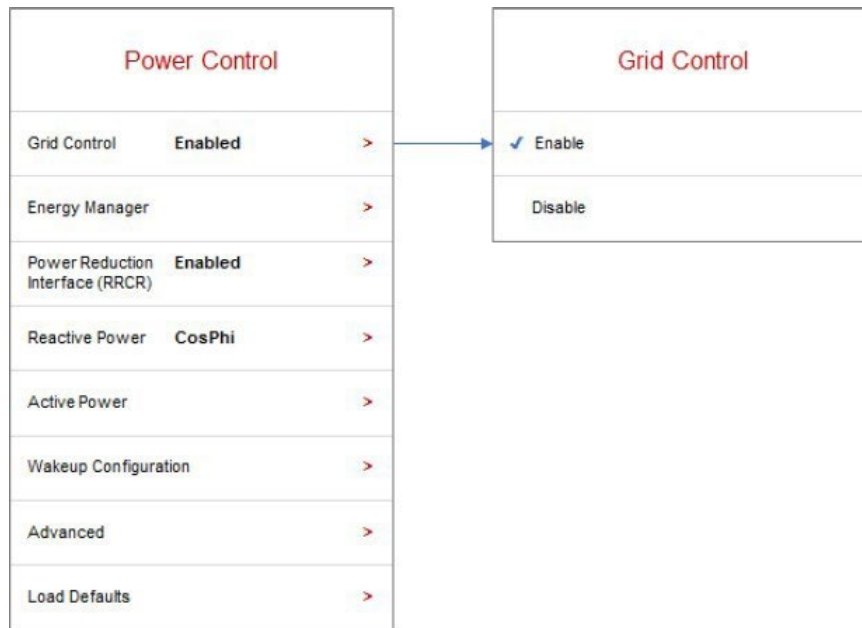 Power Control
Grid Control Enabled >
Energy Manager >
Power Reduction Enabled >
Interface (RRCR)
Reactive Power CosPhi >
Active Power >
Wakeup Configuration >
Advanced >
Load Defaults >
Grid Control
✓ Enable
Disable